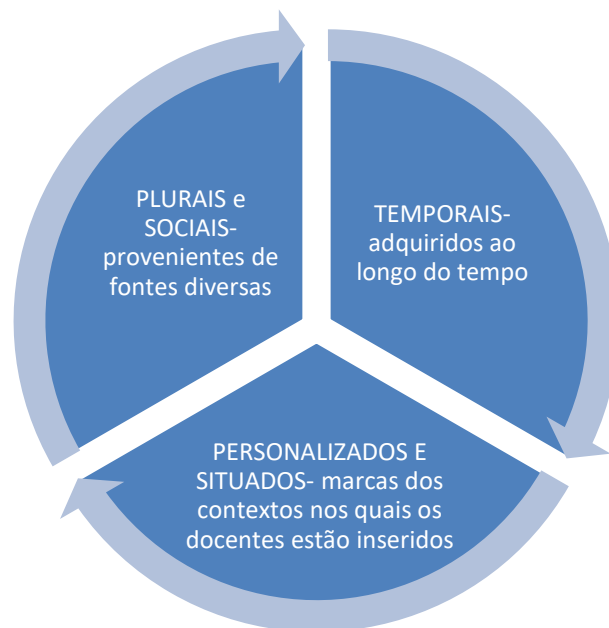 PLURAIS e
SOCIAIS-
provenientes de
fontes diversas
TEMPORAIS-
adquiridos ao
longo do tempo
PERSONALIZADOS E
SITUADOS- marcas dos
contextos nos quais os
docentes estão inseridos